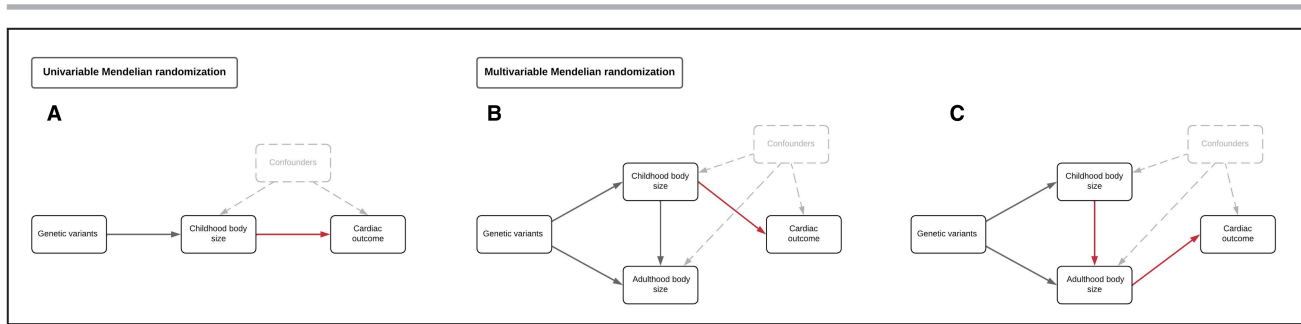 Univariable Mendelian randomization
Multivariable Mendelian randomization
A
Confounders
Genetic variants
Childhood body
size
Cardiac
outcome
B
Confounders
Childhood body
size
Genetic variants
Cardiac
outcome
Adulthood body
size
C
Confounders
Childhood body
size
Genetic variants
Cardiac
outcome
Adulthood body
size